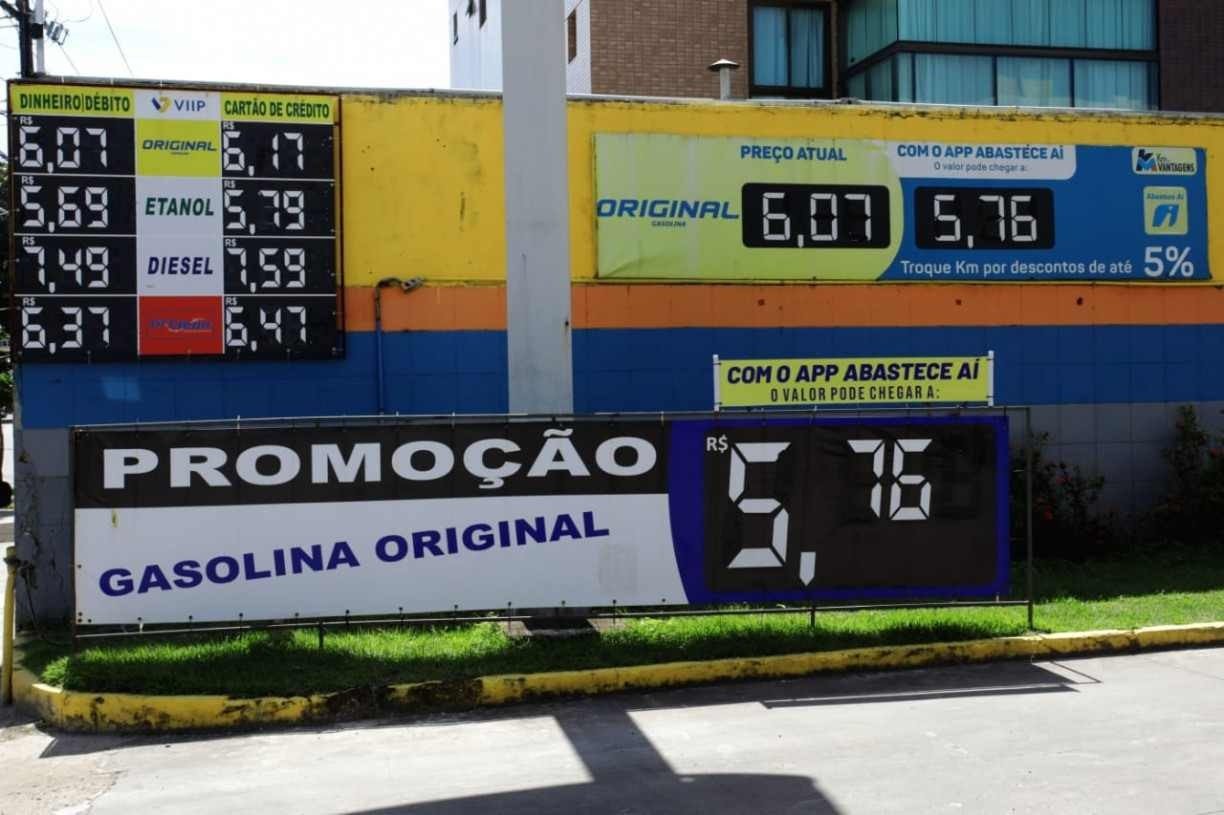 DINHEIRO|DÉBITO VIIP CARTÃO DE CRÉDITO
R$ 6,07 ORIGINAL R$ 6,17
R$ 5,69 ETANOL R$ 5,79
R$ 7,49 DIESEL R$ 7,59
R$ 6,37 R$ 6,47
PREÇO ATUAL
COM O APP ABASTECE AÍ
O valor pode chegar a:
Km
VANTAGENS
ORIGINAL
GASOLINA
6,07
5,76
Abastece Aí
Troque Km por descontos de até 5%
COM O APP ABASTECE AÍ
O VALOR PODE CHEGAR A:
PROMOÇÃO
GASOLINA ORIGINAL
R$ 5,76